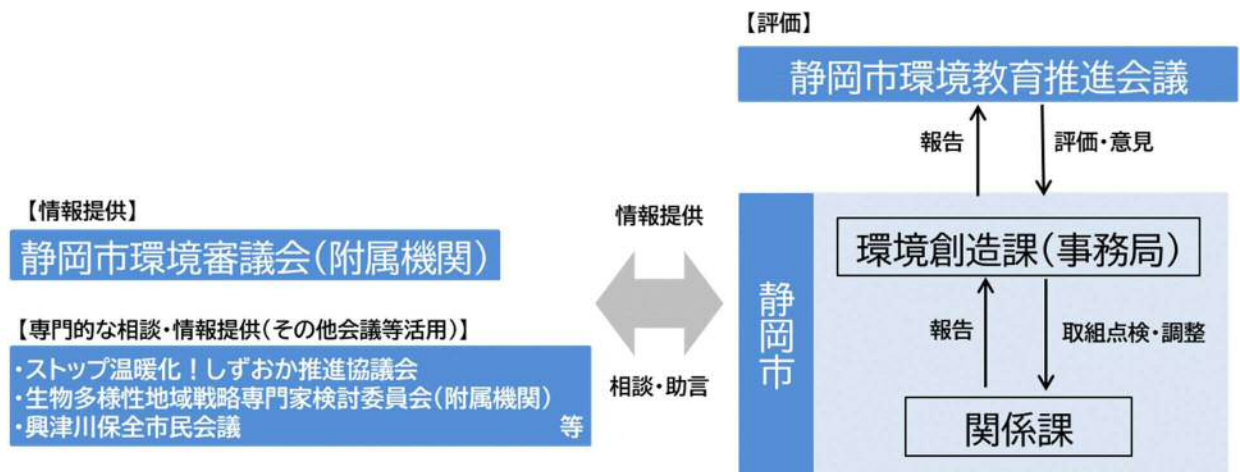 【評価】
静岡市環境教育推進会議
報告
評価・意見
【情報提供】
静岡市環境審議会(附属機関)
【専門的な相談・情報提供(その他会議等活用)】
・ストップ温暖化!しずおか推進協議会
・生物多様性地域戦略専門家検討委員会(附属機関)
・興津川保全市民会議 等
情報提供
相談・助言
静岡市
環境創造課(事務局)
報告
取組点検・調整
関係課